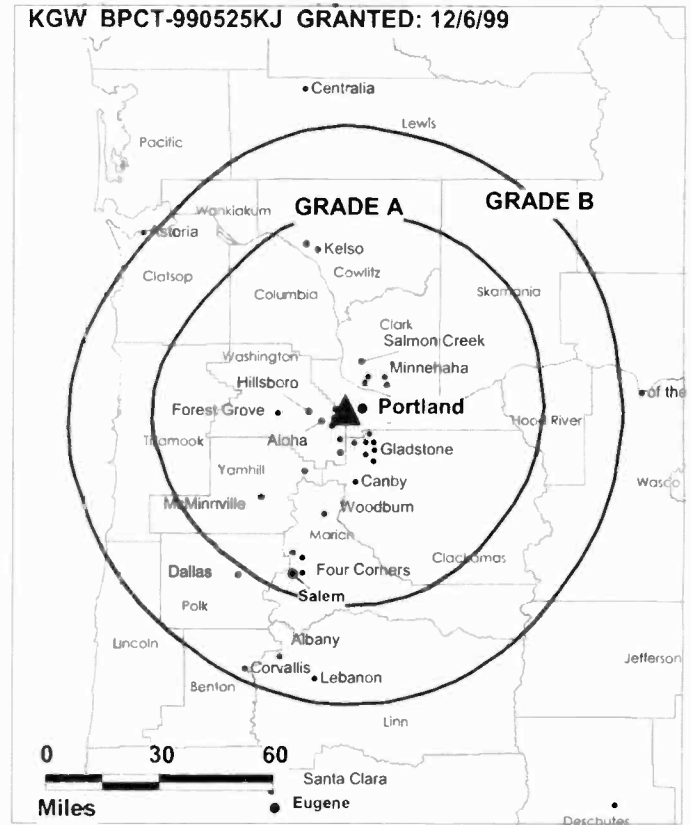 KGW BPCT-990525KJ GRANTED: 12/6/99
Centralia
Lewis
Pacific
GRADE A
GRADE B
Wankiakum
Astoria
Kelso
Cowlitz
Clatsop
Columbia
Skamania
Clark
Salmon Creek
Washington
Minnehaha
Hillsboro
of the
Forest Grove
Portland
Hood River
Tillamook
Aloha
Gladstone
Yamhill
Canby
Wasco
McMinnville
Woodburn
Marion
Clackamas
Dallas
Four Corners
Salem
Polk
Lincoln
Albany
Jefferson
Corvallis
Lebanon
Benton
Linn
0 30 60
Miles
Santa Clara
Eugene
Deschutes